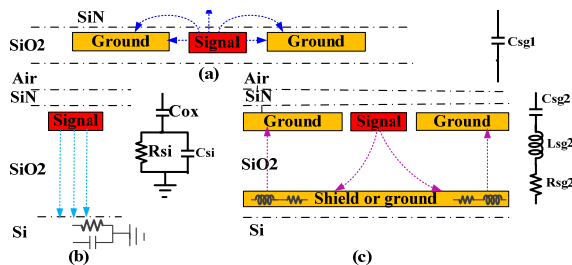 SiN
SiO2
Ground
Signal
Ground
(a)
Csg1
Air
SiN
Signal
SiO2
Si
(b)
Cox
Rsi
Csi
SiN
Ground
Signal
Ground
SiO2
Shield or ground
Si
(c)
Csg2
Lsg2
Rsg2